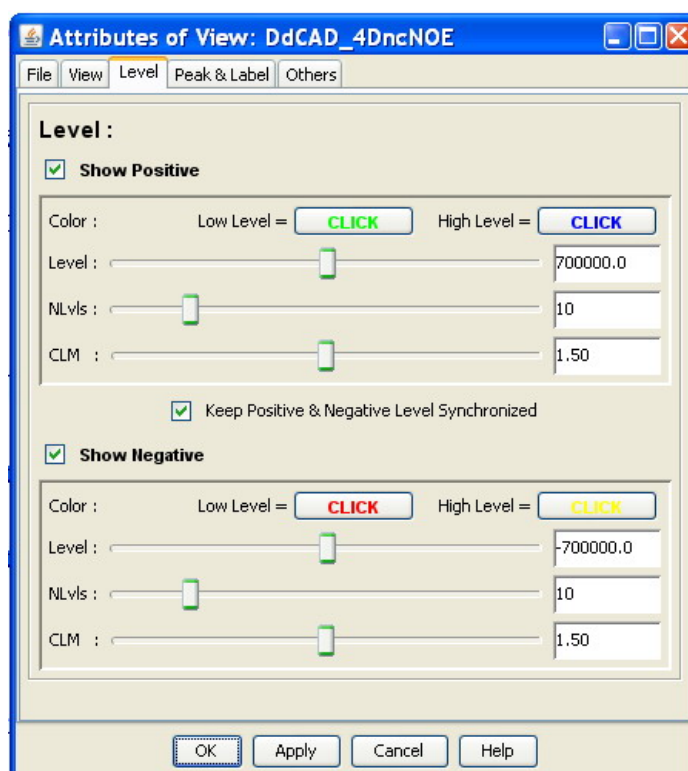 Attributes of View: DdCAD_4DncNOE
File View Level Peak & Label Others
Level :
Show Positive
Color : Low Level = CLICK High Level = CLICK
Level : 700000.0
NLvls : 10
CLM : 1.50
Keep Positive & Negative Level Synchronized
Show Negative
Color : Low Level = CLICK High Level = CLICK
Level : -700000.0
NLvls : 10
CLM : 1.50
OK Apply Cancel Help